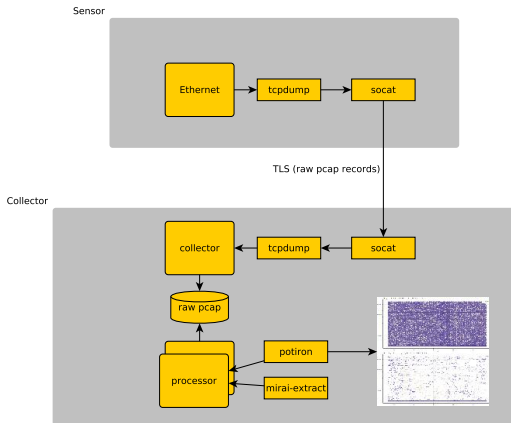 Sensor
Ethernet
tcpdump
socat
TLS (raw pcap records)
Collector
collector
tcpdump
socat
raw pcap
potiron
processor
mirai-extract